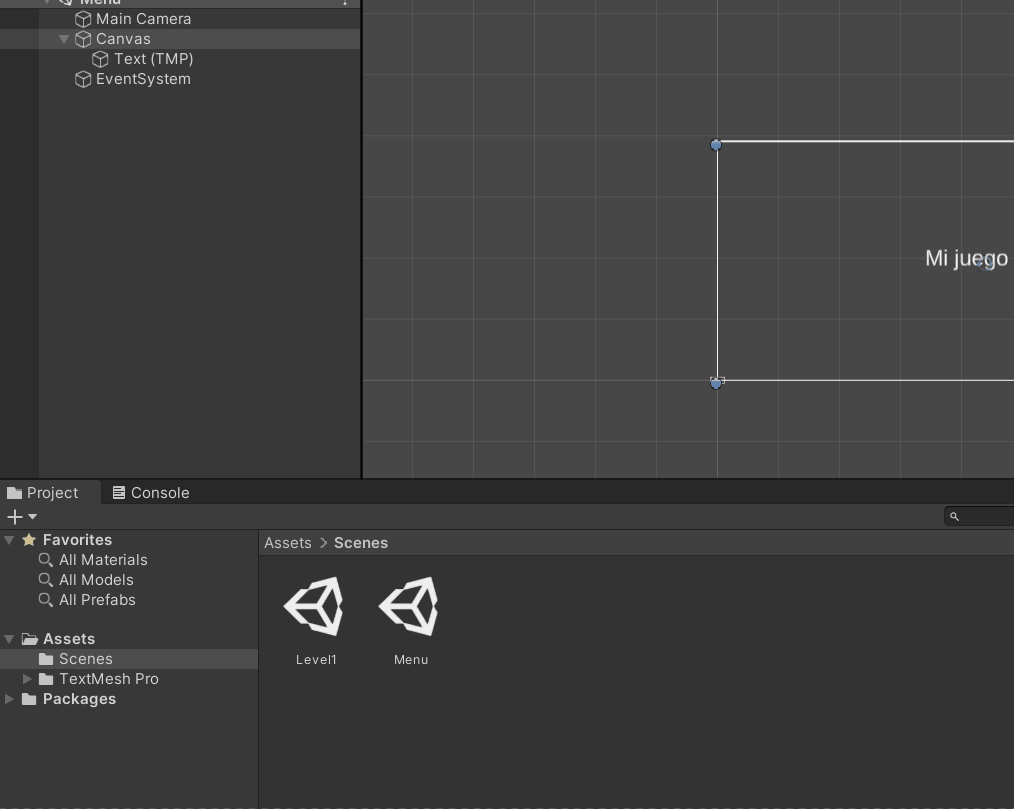 Menu
Main Camera
Canvas
Text (TMP)
EventSystem
Mi juego
Project
Console
Favorites
All Materials
All Models
All Prefabs
Assets
Scenes
TextMesh Pro
Packages
Assets > Scenes
Level1
Menu